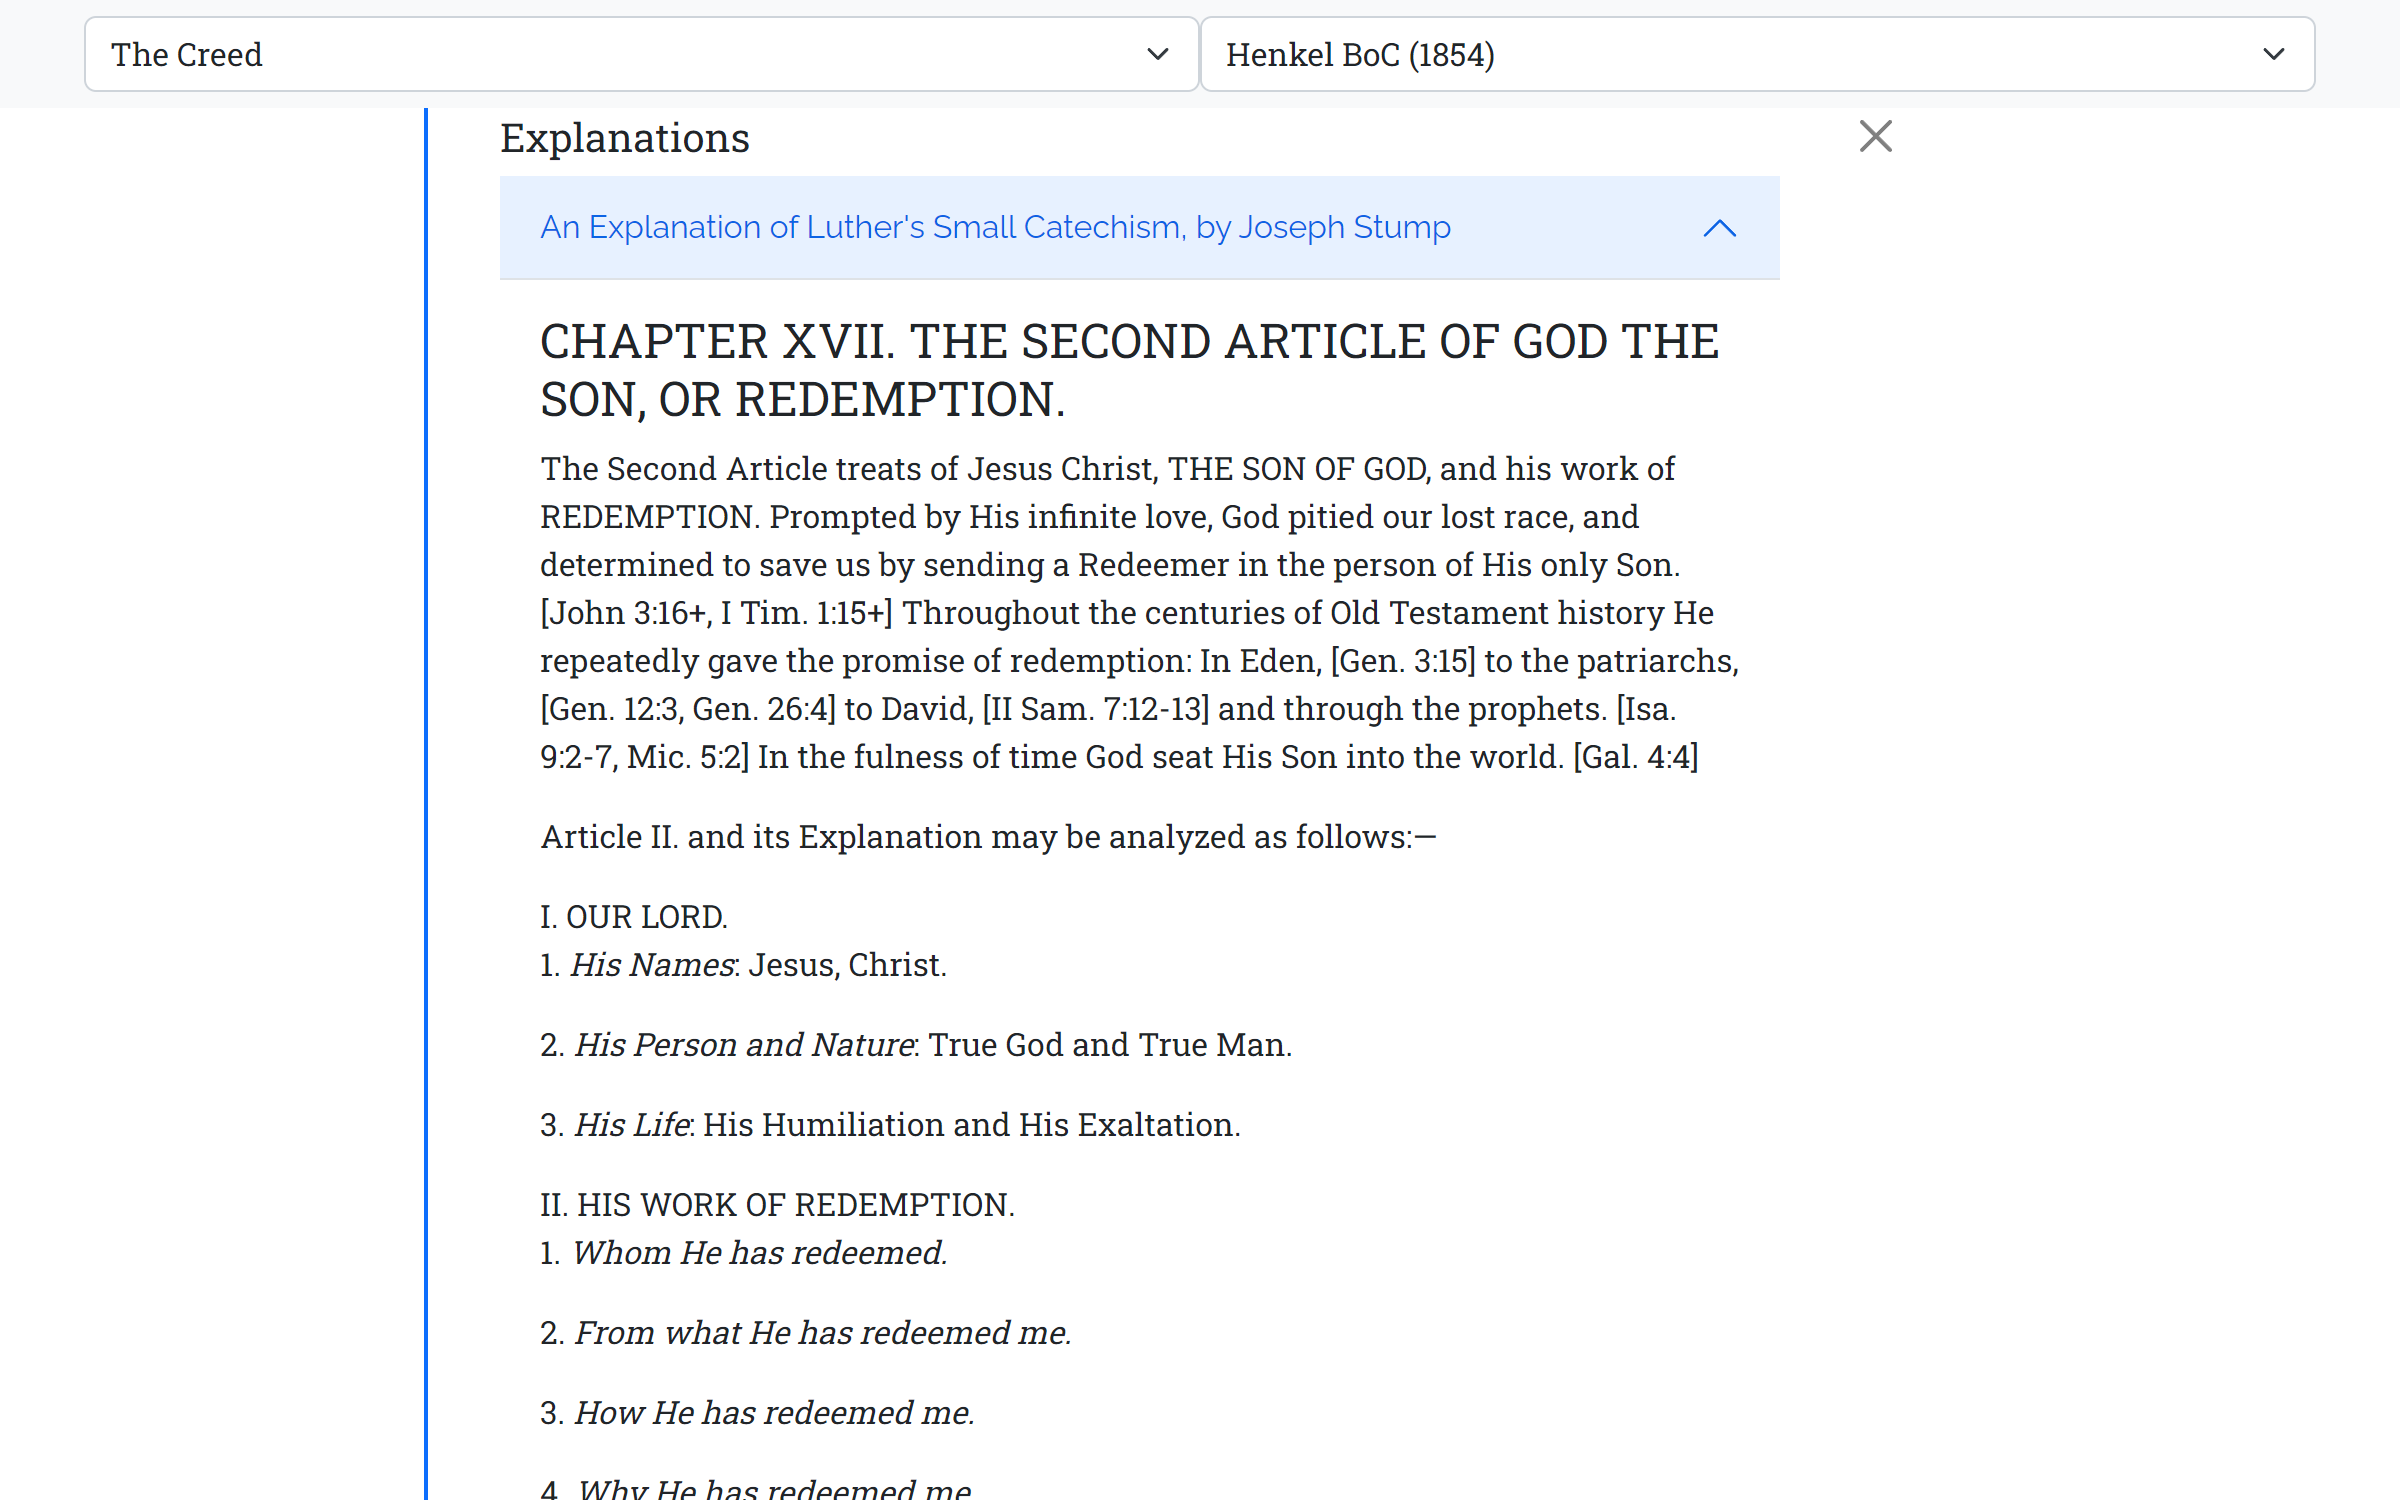 The Creed
Henkel BoC (1854)
Explanations
An Explanation of Luther's Small Catechism, by Joseph Stump
CHAPTER XVII. THE SECOND ARTICLE OF GOD THE
SON, OR REDEMPTION.
The Second Article treats of Jesus Christ, THE SON OF GOD, and his work of
REDEMPTION. Prompted by His infinite love, God pitied our lost race, and
determined to save us by sending a Redeemer in the person of His only Son.
[John 3:16+, I Tim. 1:15+] Throughout the centuries of Old Testament history He
repeatedly gave the promise of redemption: In Eden, [Gen. 3:15] to the patriarchs,
[Gen. 12:3, Gen. 26:4] to David, [II Sam. 7:12-13] and through the prophets. [Isa.
9:2-7, Mic. 5:2] In the fulness of time God seat His Son into the world. [Gal. 4:4]
Article II. and its Explanation may be analyzed as follows:—
I. OUR LORD.
1. His Names: Jesus, Christ.
2. His Person and Nature: True God and True Man.
3. His Life: His Humiliation and His Exaltation.
II. HIS WORK OF REDEMPTION.
1. Whom He has redeemed.
2. From what He has redeemed me.
3. How He has redeemed me.
4. Why He has redeemed me